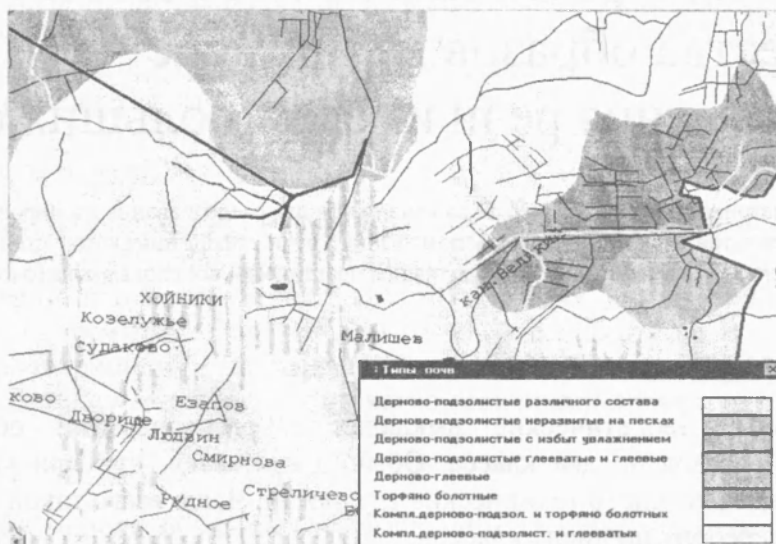 ХОЙНИКИ
Козелужье
Судаково
Малишев
ково
Дворище
Езапов
Людвин
Смирнова
Стреличево
Рудное
Типы почв
Дерново-подзолистые различного состава
Дерново-подзолистые неразвитые на песках
Дерново-подзолистые с избыт увлажнением
Дерново-подзолистые глееватые и глеевые
Дерново-глеевые
Торфяно болотные
Компл.дерново-подзол. и торфяно болотных
Компл.дерново-подзолист. и глееватых